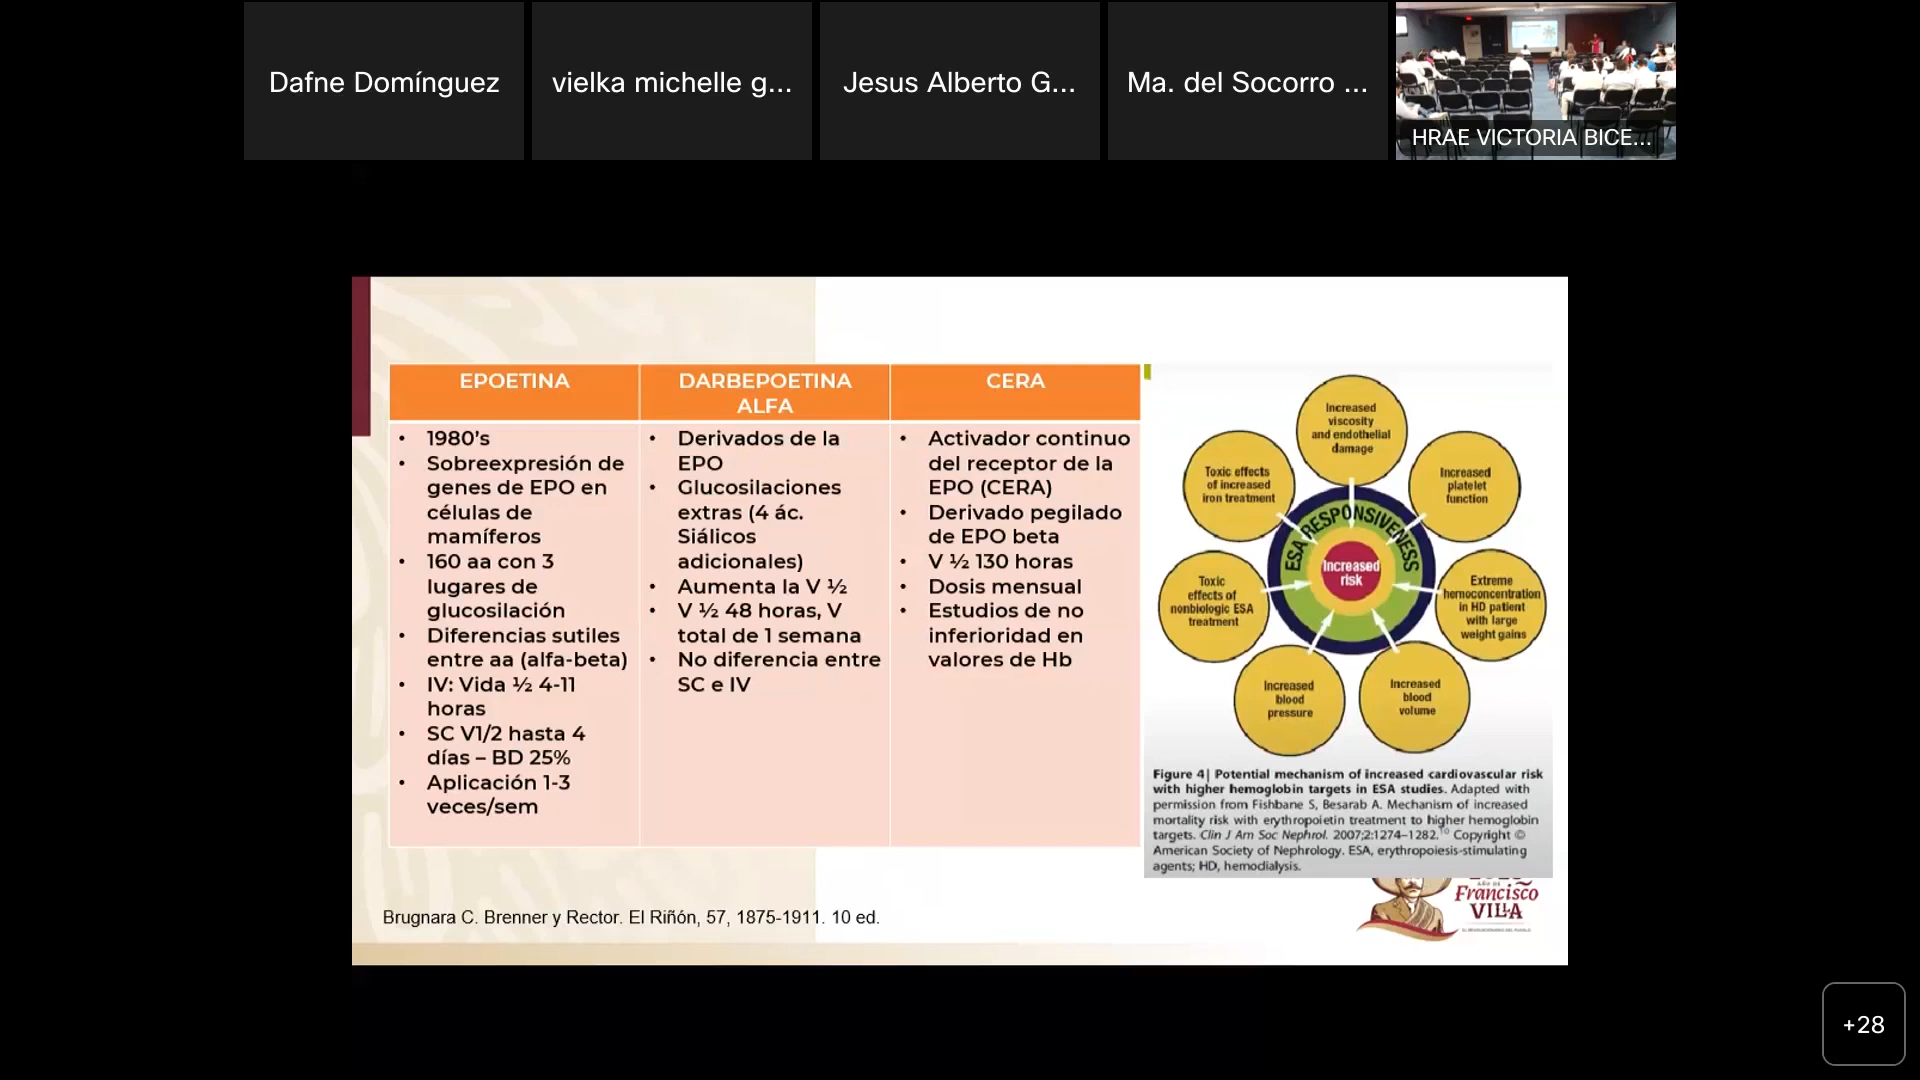 Dafne Domínguez
vielka michelle g...
Jesus Alberto G...
Ma. del Socorro ...
HRAE VICTORIA BICE...
EPOETINA
1980's
Sobreexpresión de
genes de EPO en
células de
mamíferos
160 aa con 3
lugares de
glucosilación
Diferencias sutiles
entre aa (alfa-beta)
IV: Vida ½ 4-11
horas
SC V1/2 hasta 4
días – BD 25%
Aplicación 1-3
veces/sem
DARBEPOETINA
ALFA
Derivados de la
EPO
Glucosilaciones
extras (4 ác.
Siálicos
adicionales)
Aumenta la V ½
V ½ 48 horas, V
total de 1 semana
No diferencia entre
SC e IV
CERA
Activador continuo
del receptor de la
EPO (CERA)
Derivado pegilado
de EPO beta
V ½ 130 horas
Dosis mensual
Estudios de no
inferioridad en
valores de Hb
Increased
viscosity
and endothelial
damage
Toxic effects
of increased
iron treatment
Increased
platelet
function
ESA RESPONSIVENESS
Increased
risk
Toxic
effects of
nonbiologic ESA
treatment
Extreme
hemoconcentration
in HD patient
with large
weight gains
Increased
blood
pressure
Increased
blood
volume
Figure 4| Potential mechanism of increased cardiovascular risk
with higher hemoglobin targets in ESA studies. Adapted with
permission from Fishbane S, Besarab A. Mechanism of increased
mortality risk with erythropoietin treatment to higher hemoglobin
targets. Clin J Am Soc Nephrol. 2007;2:1274–1282. Copyright ©
American Society of Nephrology. ESA, erythropoiesis-stimulating
agents; HD, hemodialysis.
Francisco
VILLA
Brugnara C. Brenner y Rector. El Riñón, 57, 1875-1911. 10 ed.
+28